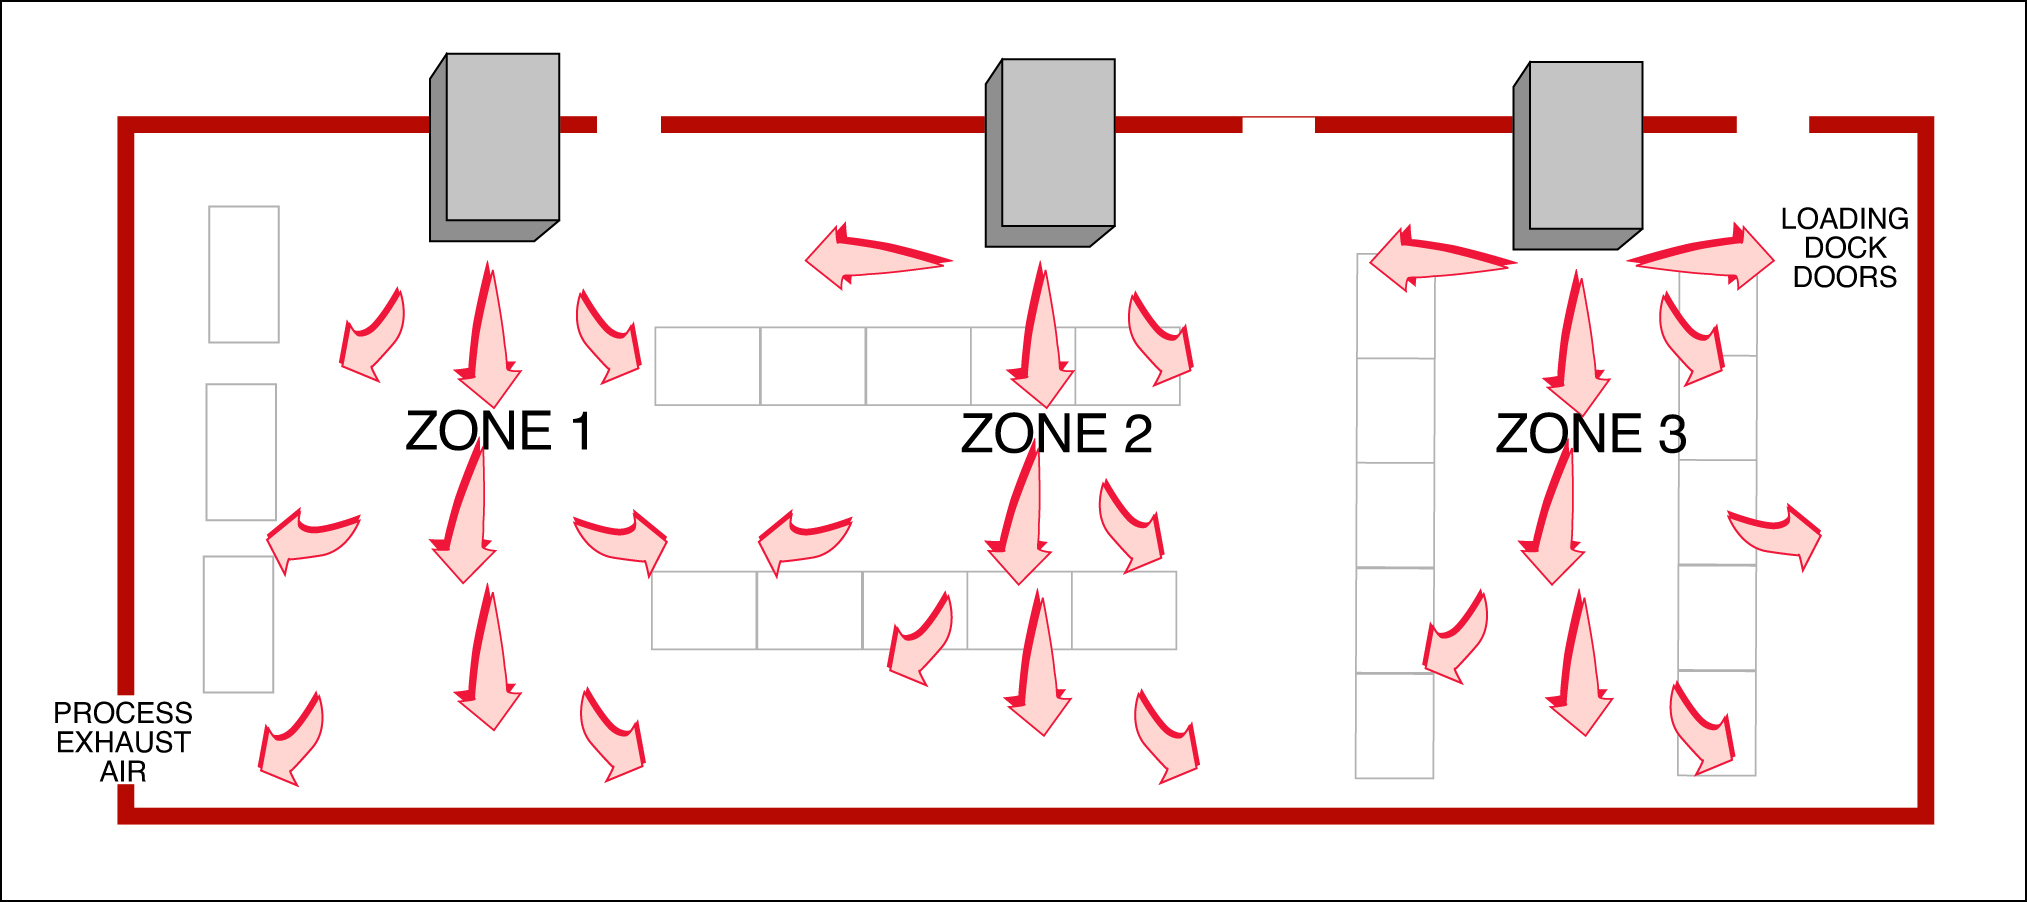 LOADING
DOCK
DOORS
ZONE 1
ZONE 2
ZONE 3
PROCESS
EXHAUST
AIR